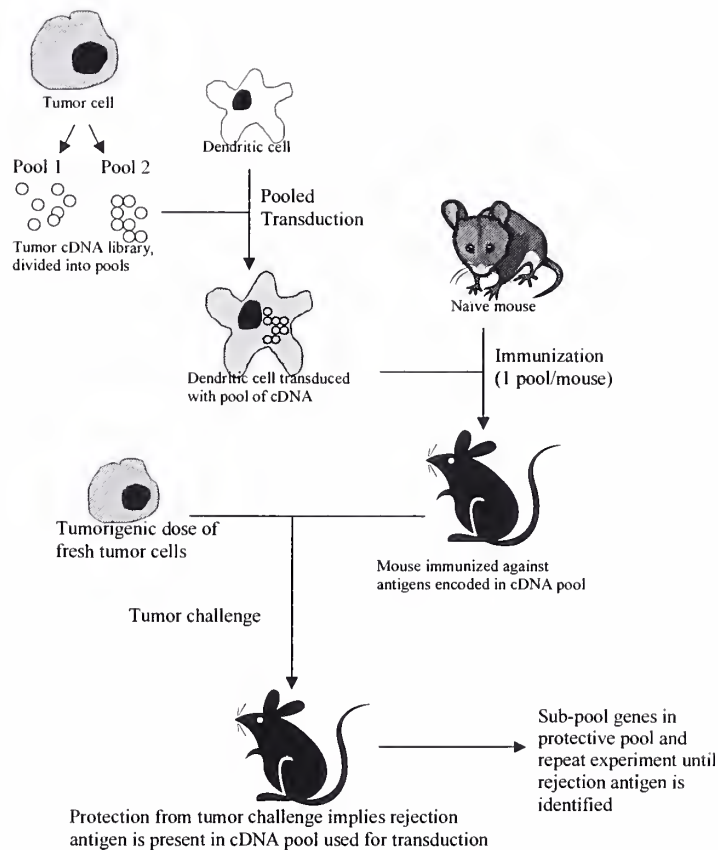 Tumor cell
Pool 1
Pool 2
Tumor cDNA library,
divided into pools
Dendritic cell
Pooled
Transduction
Dendritic cell transduced
with pool of cDNA
Naive mouse
Immunization
(1 pool/mouse)
Mouse immunized against
antigens encoded in cDNA pool
Tumorigenic dose of
fresh tumor cells
Tumor challenge
Protection from tumor challenge implies rejection
antigen is present in cDNA pool used for transduction
Sub-pool genes in
protective pool and
repeat experiment until
rejection antigen is
identified